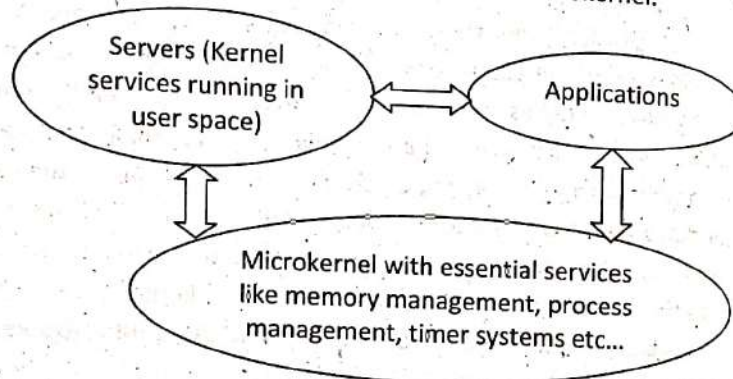 kernel.
Servers (Kernel
services running in
user space)
Applications
Microkernel with essential services
like memory management, process
management, timer systems etc...